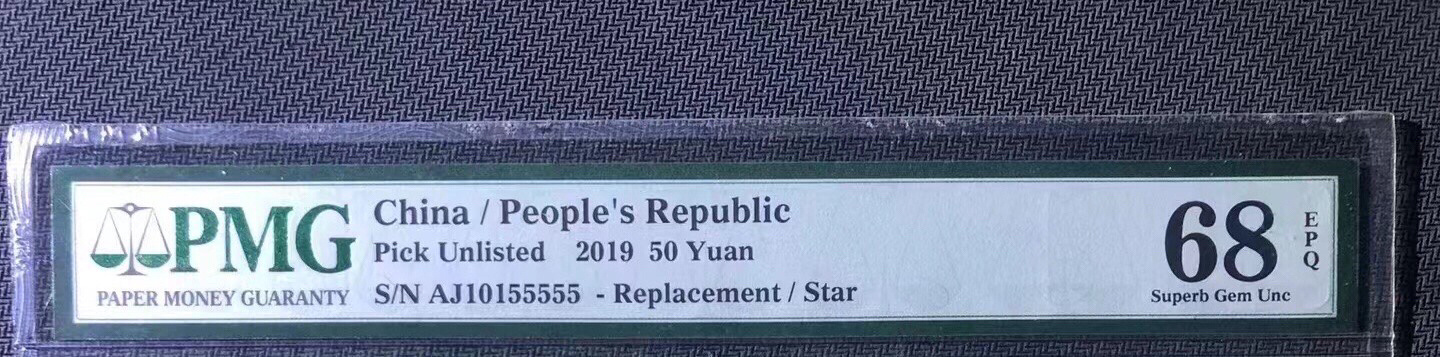 PMG
PAPER MONEY GUARANTY
China / People's Republic
Pick Unlisted 2019 50 Yuan
S/N AJ10155555 - Replacement / Star
68
EPQ
Superb Gem Unc